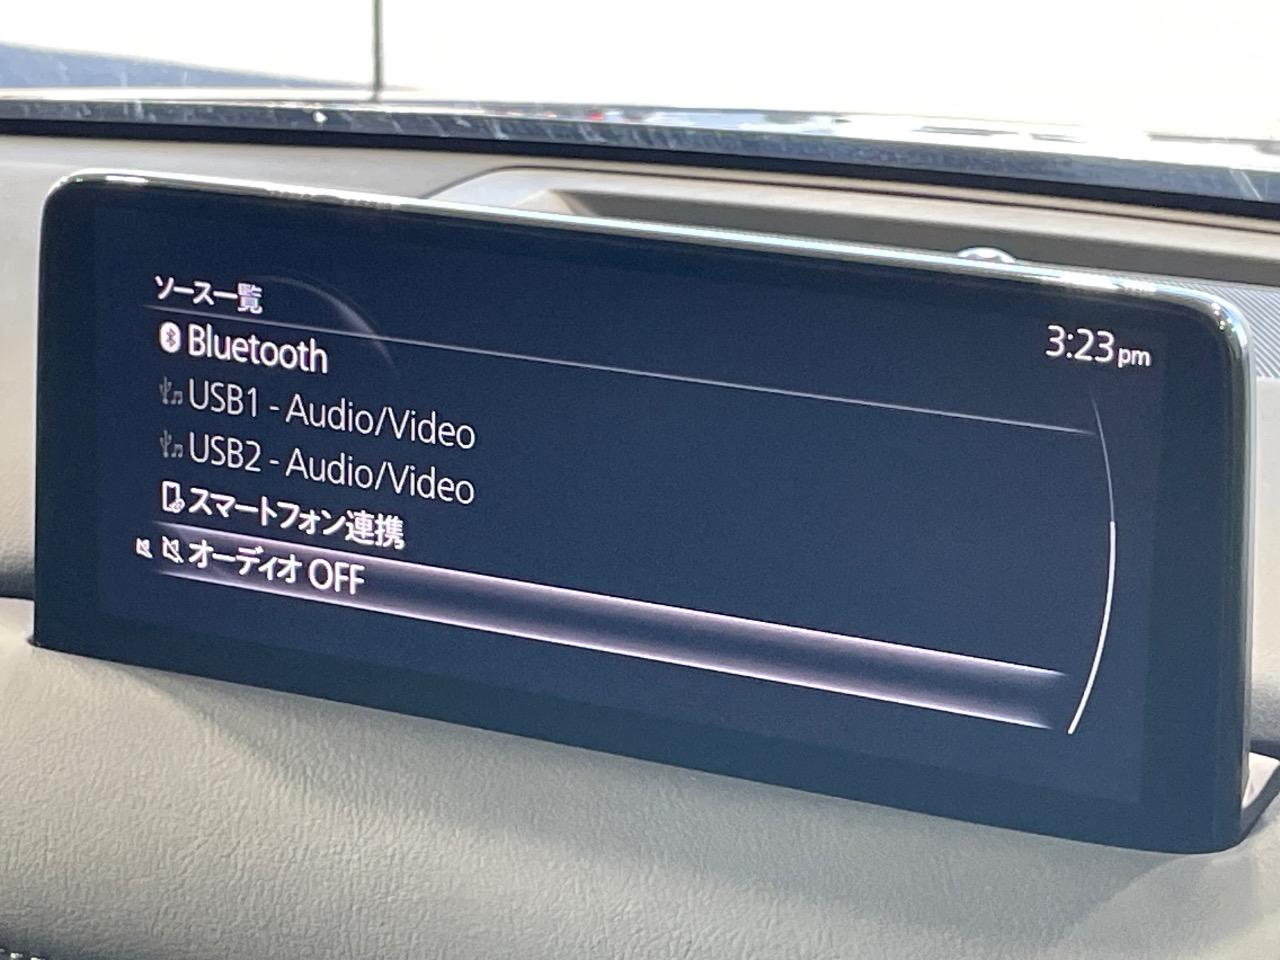 ソース一覧
3:23pm
Bluetooth
USB1 - Audio/Video
USB2 - Audio/Video
スマートフォン連携
オーディオ OFF